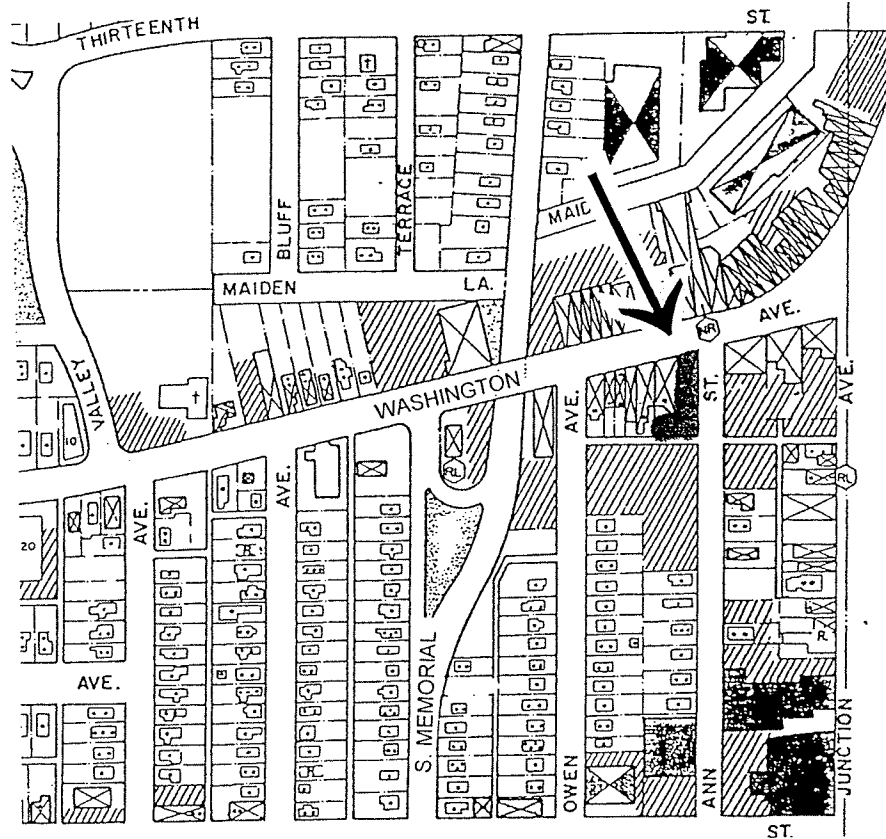 THIRTEENTH
ST.
BLUFF
TERRACE
MAID
MAIDEN
LA.
NR
AVE.
VALLEY
WASHINGTON
AVE.
ST.
AVE.
10
RL
RL
AVE.
AVE.
20
R.
R.
AVE.
S. MEMORIAL
OWEN
ANN
JUNCTION
ST.